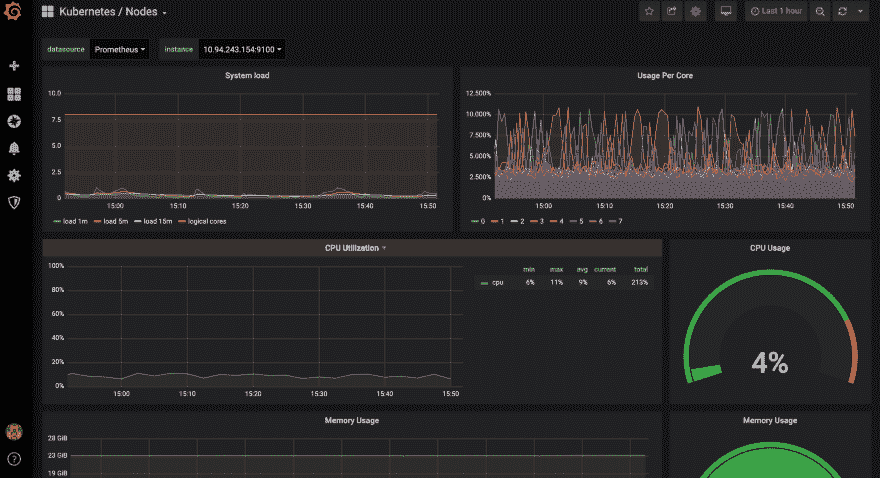 Kubernetes / Nodes
Last 1 hour
datasource Prometheus instance 10.94.243.154:9100
System load
10.0
7.5
5.0
2.5
0
15:00 15:10 15:20 15:30 15:40 15:50
load 1m load 5m load 15m logical cores
Usage Per Core
12.500%
10.000%
7.500%
5.000%
2.500%
0%
15:00 15:10 15:20 15:30 15:40 15:50
0 1 2 3 4 5 6 7
CPU Utilization
100%
80%
60%
40%
20%
0%
15:00 15:10 15:20 15:30 15:40 15:50
min max avg current total
cpu 6% 11% 9% 6% 213%
CPU Usage
4%
Memory Usage
28 GiB
23 GiB
19 GiB
Memory Usage